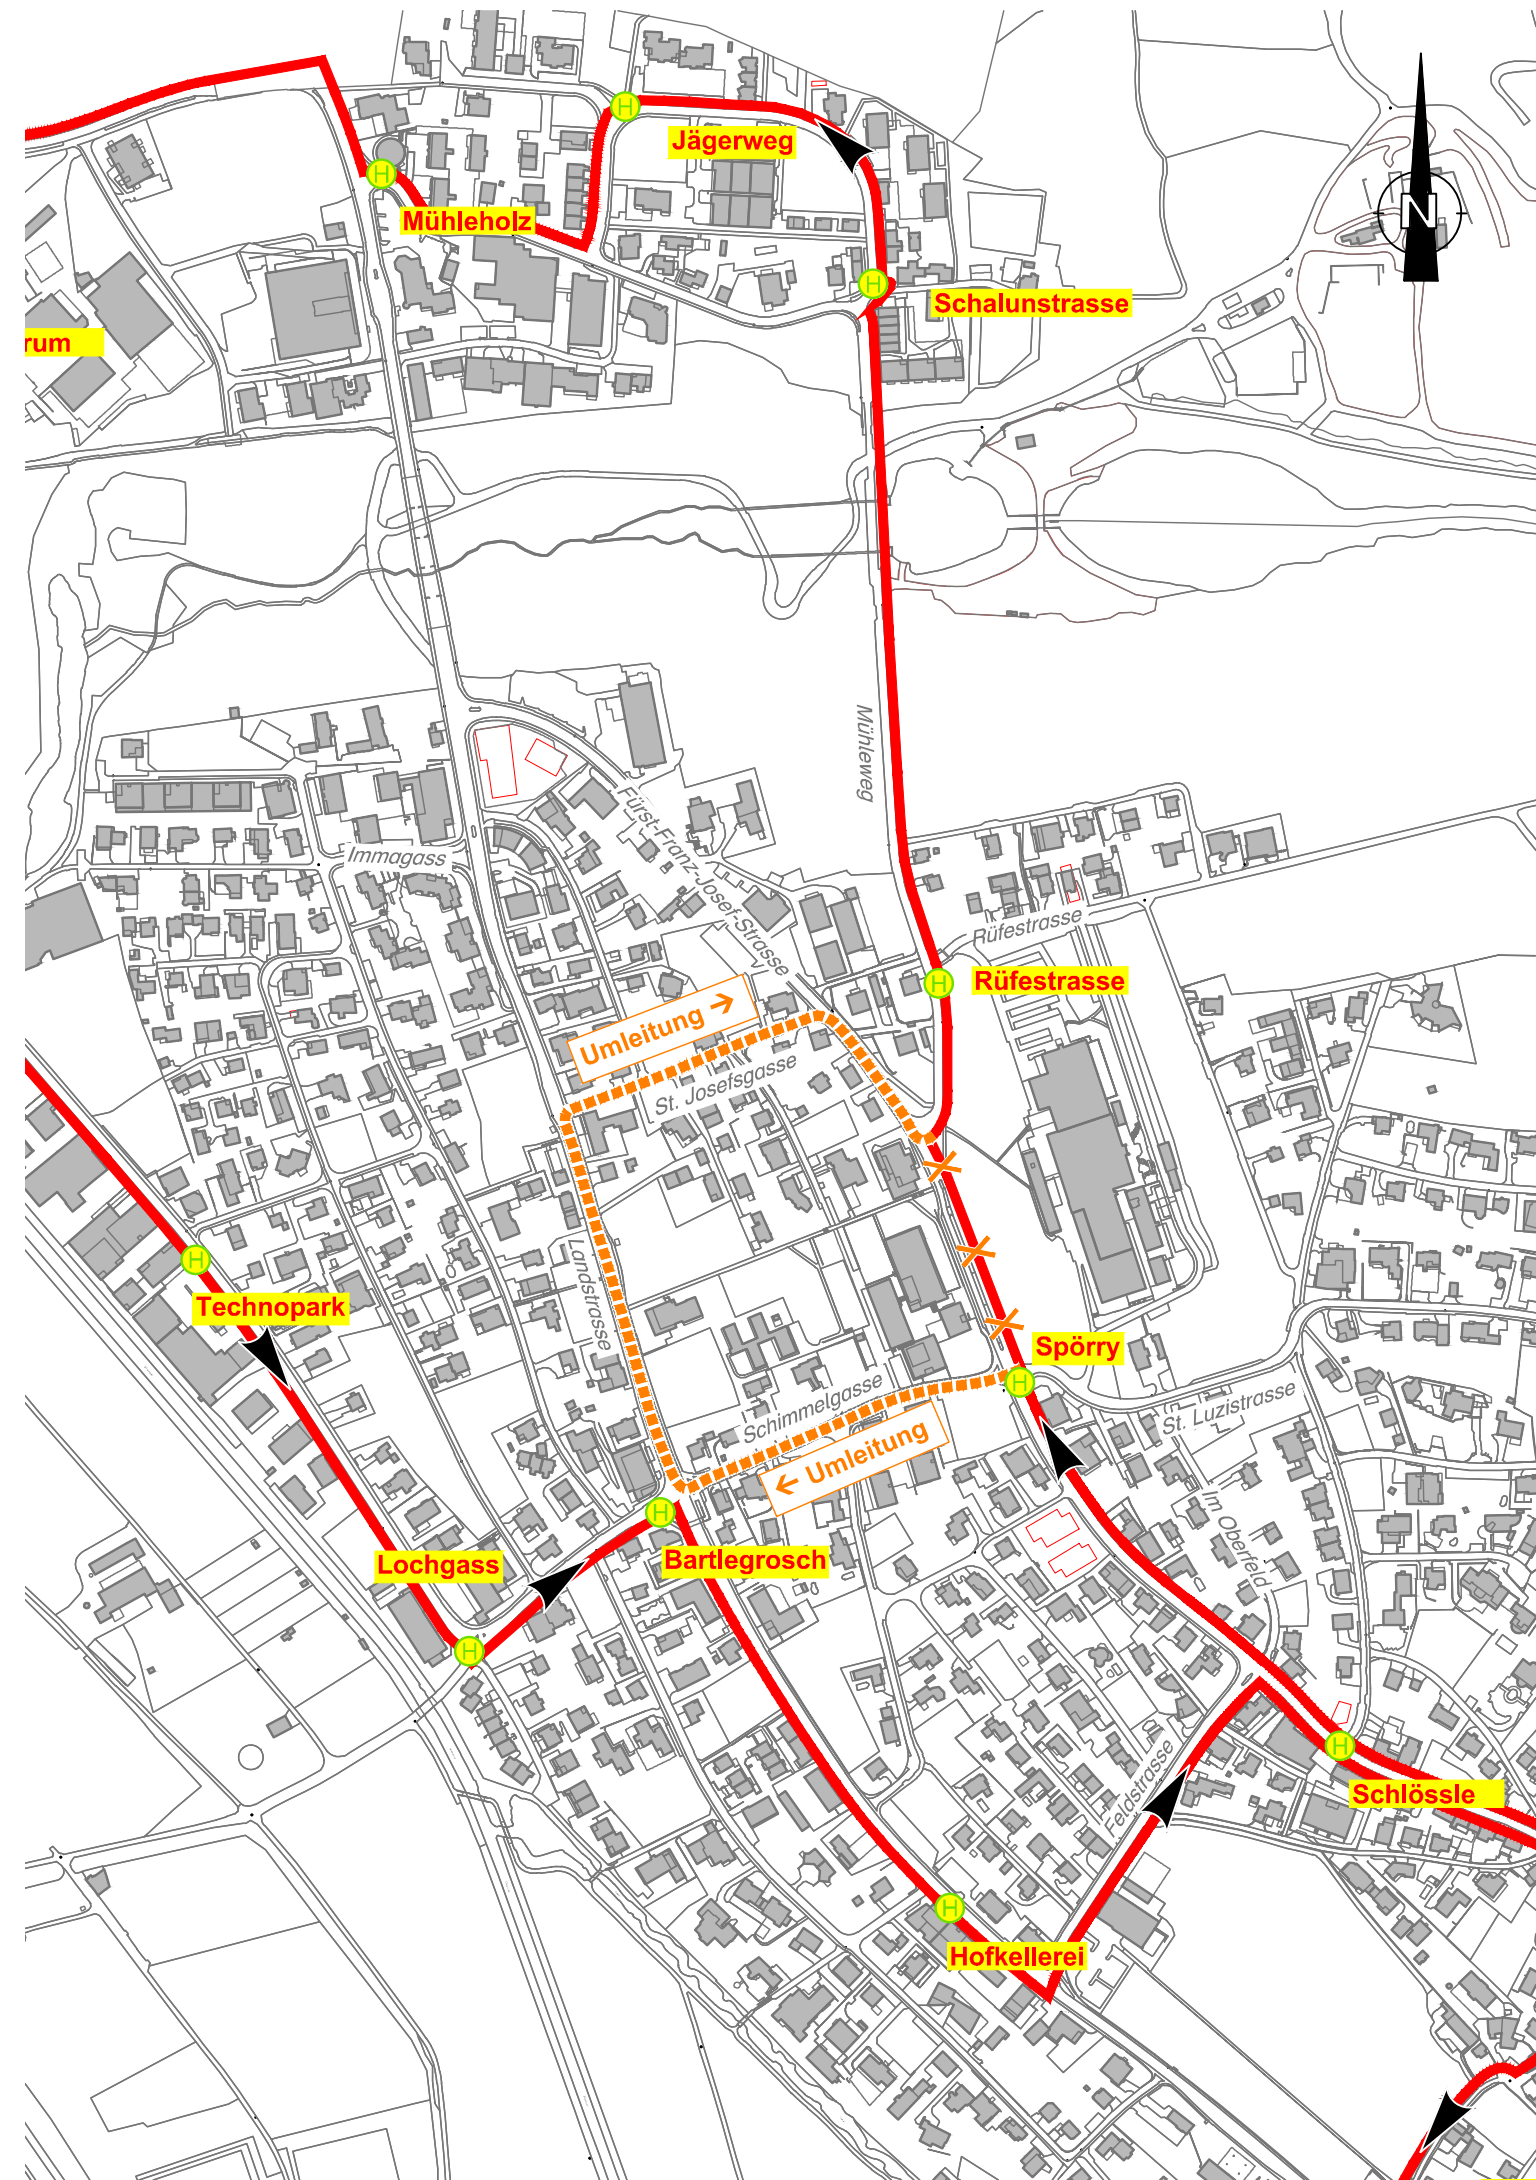 H
Jägerweg
H
Mühleholz
N
H
Schalunstrasse
rum
Mühleweg
Fürst-Franz-Josef-Strasse
Immagass
Rüfestrasse
H
Rüfestrasse
Umleitung →
St. Josefsgasse
H
Technopark
Landstrasse
Spörry
H
Schimmelgasse
St. Luzistrasse
← Umleitung
H
Im Oberfeld
Bartlegrosch
Lochgass
H
H
Schlössle
Feldstrasse
H
Hofkellerei